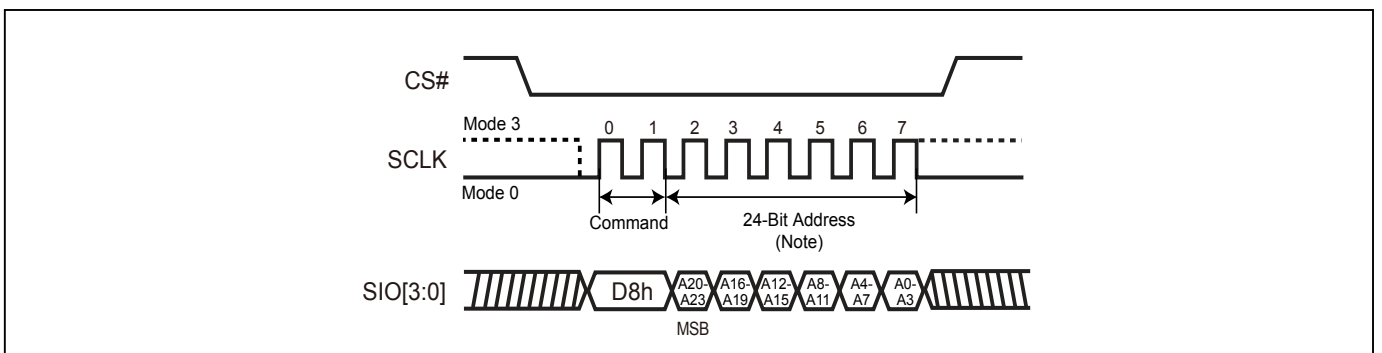 CS#
Mode 3
0 1 2 3 4 5 6 7
SCLK
Mode 0
Command
24-Bit Address
(Note)
SIO[3:0]
D8h
A20-
A23
A16-
A19
A12-
A15
A8-
A11
A4-
A7
A0-
A3
MSB